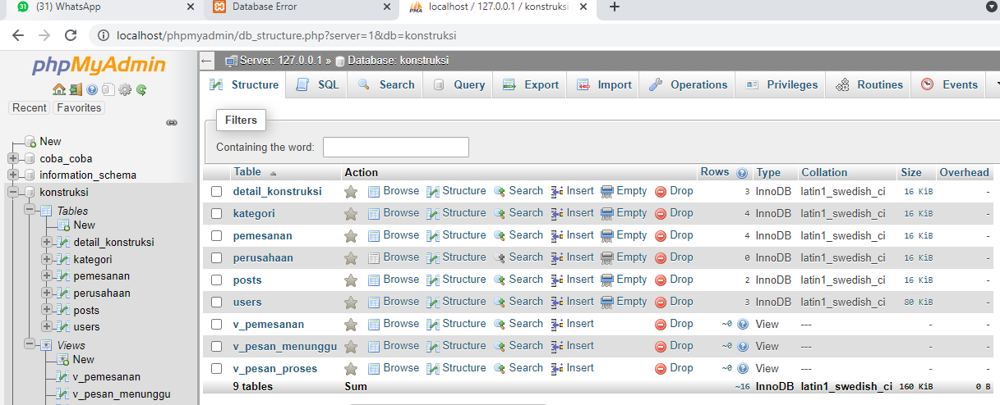 (31) WhatsApp
Database Error
localhost / 127.0.0.1 / konstruksi
localhost/phpmyadmin/db_structure.php?server=1&db=konstruksi
phpMyAdmin
Recent Favorites
New
coba_coba
information_schema
konstruksi
Tables
New
detail_konstruksi
kategori
pemesanan
perusahaan
posts
users
Views
New
v_pemesanan
v_pesan_menunggu
Server: 127.0.0.1 » Database: konstruksi
Structure SQL Search Query Export Import Operations Privileges Routines Events
Filters
Containing the word:
Table Action Rows Type Collation Size Overhead
detail_konstruksi Browse Structure Search Insert Empty Drop 3 InnoDB latin1_swedish_ci 16 KiB -
kategori Browse Structure Search Insert Empty Drop 4 InnoDB latin1_swedish_ci 16 KiB -
pemesanan Browse Structure Search Insert Empty Drop 4 InnoDB latin1_swedish_ci 16 KiB -
perusahaan Browse Structure Search Insert Empty Drop 0 InnoDB latin1_swedish_ci 16 KiB -
posts Browse Structure Search Insert Empty Drop 2 InnoDB latin1_swedish_ci 16 KiB -
users Browse Structure Search Insert Empty Drop 3 InnoDB latin1_swedish_ci 80 KiB -
v_pemesanan Browse Structure Search Insert Drop ~0 View --- -
v_pesan_menunggu Browse Structure Search Insert Drop ~0 View --- -
v_pesan_proses Browse Structure Search Insert Drop ~0 View --- -
9 tables Sum ~16 InnoDB latin1_swedish_ci 160 KiB 0 B